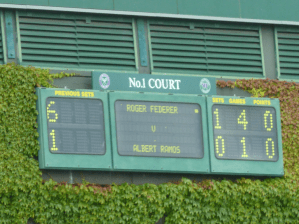 No.1 COURT
PREVIOUS SETS
6
1
ROGER FEDERER
V
ALBERT RAMOS
SETS GAMES POINTS
1 4 0
0 1 0